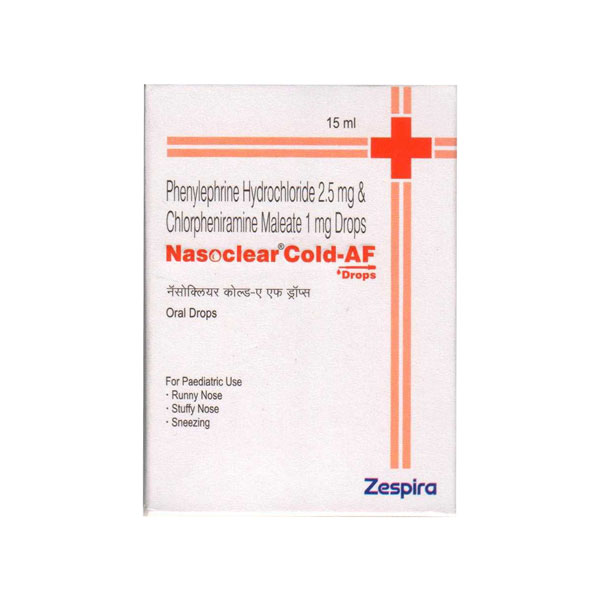 15 ml
Phenylephrine Hydrochloride 2.5 mg &
Chlorpheniramine Maleate 1 mg Drops
Nasoclear® Cold-AF
Drops
नॅसोक्लियर कोल्ड-ए एफ ड्रॉप्स
Oral Drops
For Paediatric Use
· Runny Nose
· Stuffy Nose
· Sneezing
Zespira